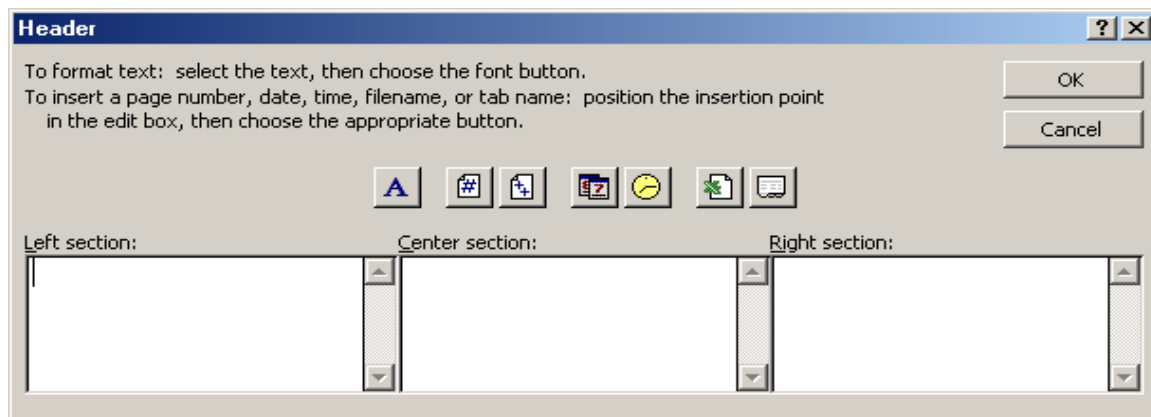 Header
To format text: select the text, then choose the font button.
To insert a page number, date, time, filename, or tab name: position the insertion point
in the edit box, then choose the appropriate button.
OK
Cancel
A
Left section:
Center section:
Right section: